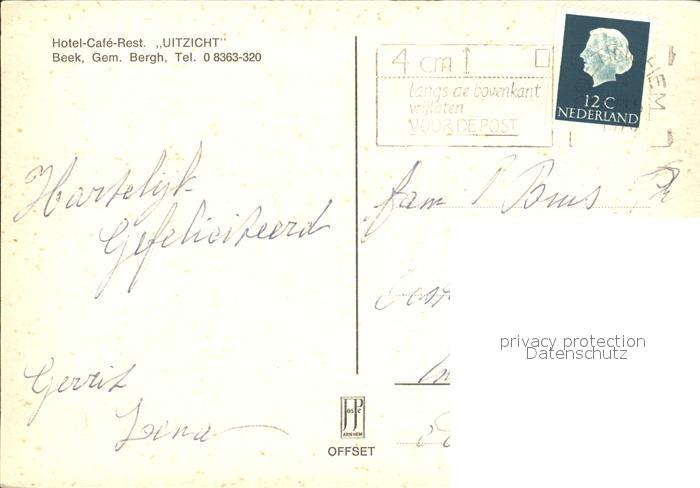 Hotel-Café-Rest. „UITZICHT"
Beek, Gem. Bergh, Tel. 0 8363-320
4 cm
langs de bovenkant
vrijlaten
VOOR DE POST
12 C
NEDERLAND
Hartelijk
Gefeliciteerd
Gerrit
Lena
fam
privacy protection
Datenschutz
ARNHEM
OFFSET